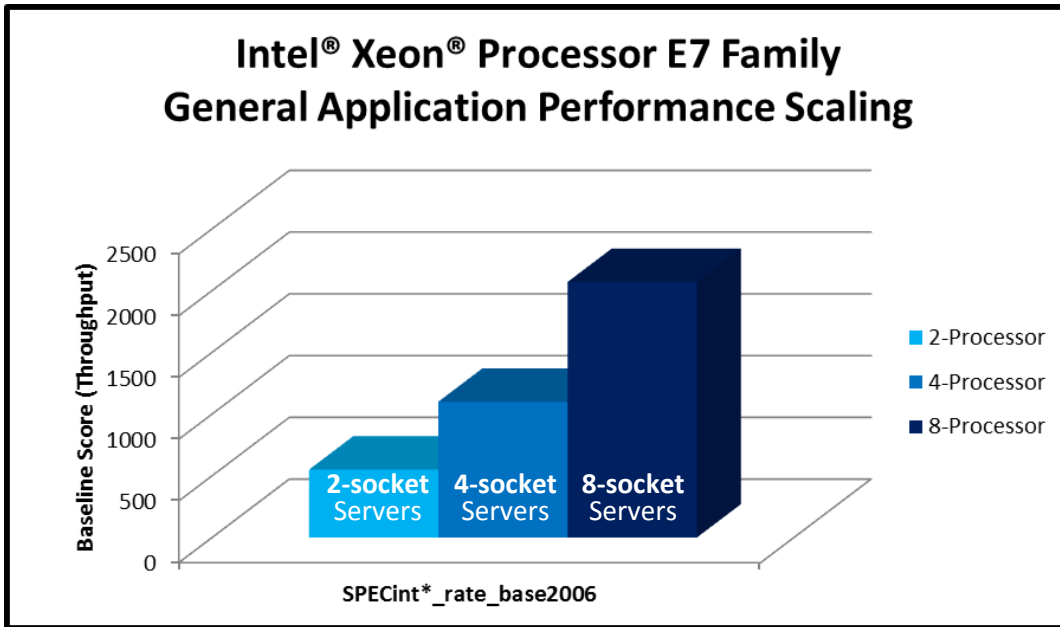 Intel® Xeon® Processor E7 Family
General Application Performance Scaling
Baseline Score (Throughput)
2500
2000
1500
1000
500
0
2-socket
Servers
4-socket
Servers
8-socket
Servers
SPECint*_rate_base2006
2-Processor
4-Processor
8-Processor